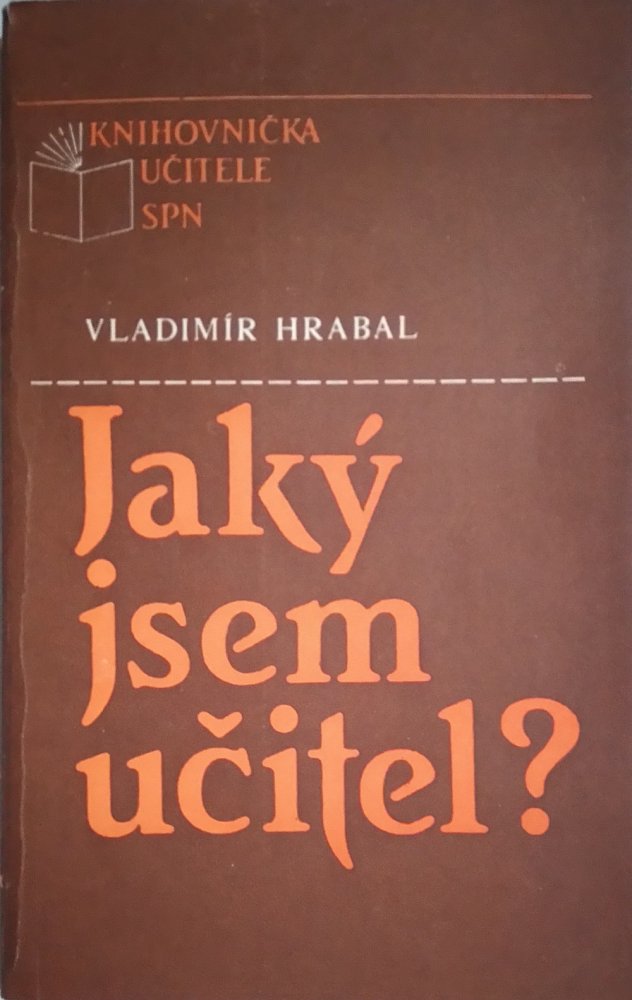 KNIHOVNIČKA
UČITELE
SPN
VLADIMÍR HRABAL
Jaký
jsem
učitel?